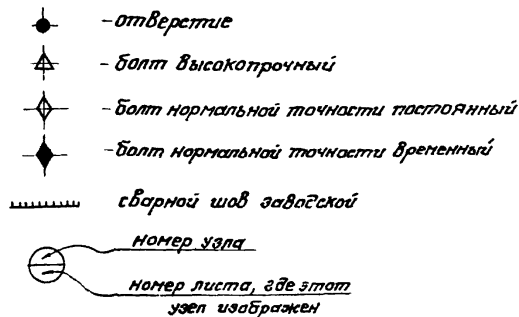 -отверстие
-болт высокопрочный
-болт нормальной точности постоянный
-болт нормальной точности временный
сварной шов заводской
номер узла
номер листа, где этот
узел изображен